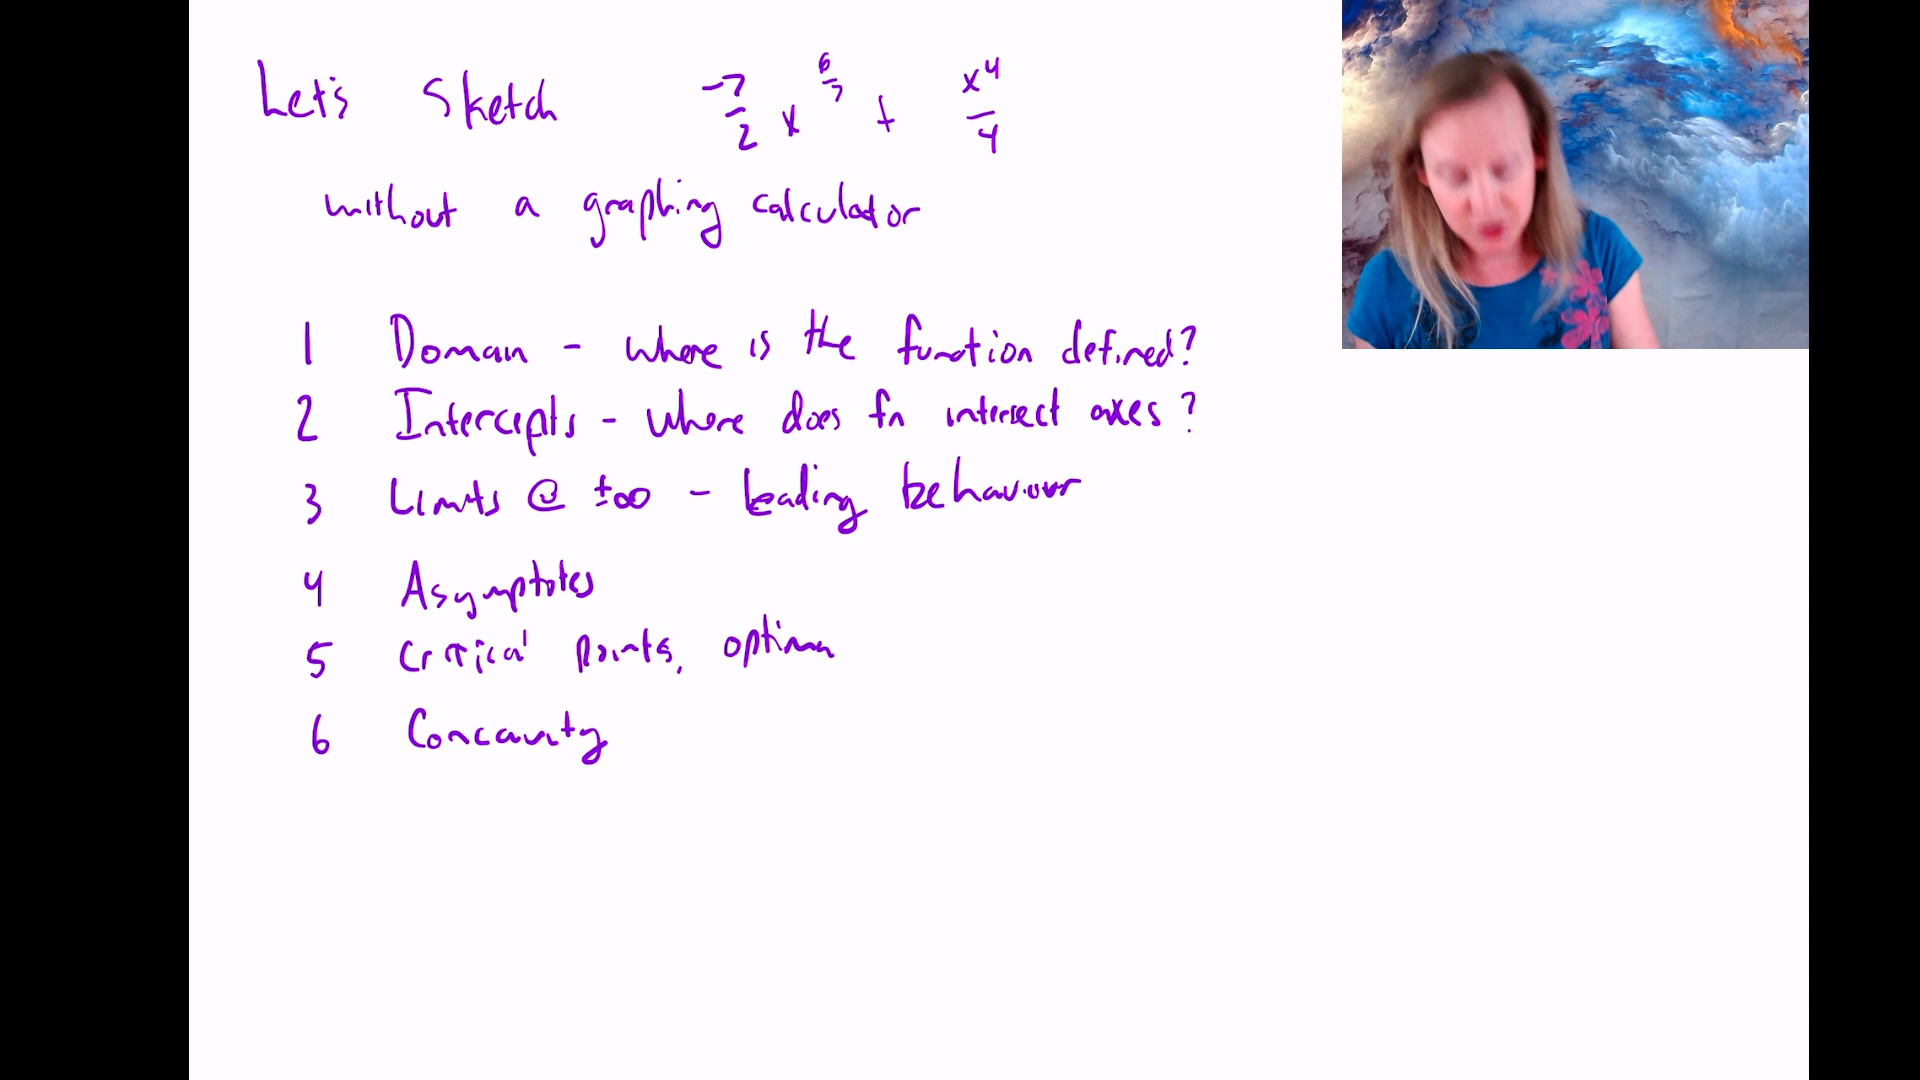 Let's Sketch -7/2 x^6/7 + x^4/4
without a graphing calculator
1 Domain - where is the function defined?
2 Intercepts - where does fn intersect axes?
3 Limits @ ±∞ - leading behaviour
4 Asymptotes
5 Critical points, optima
6 Concavity